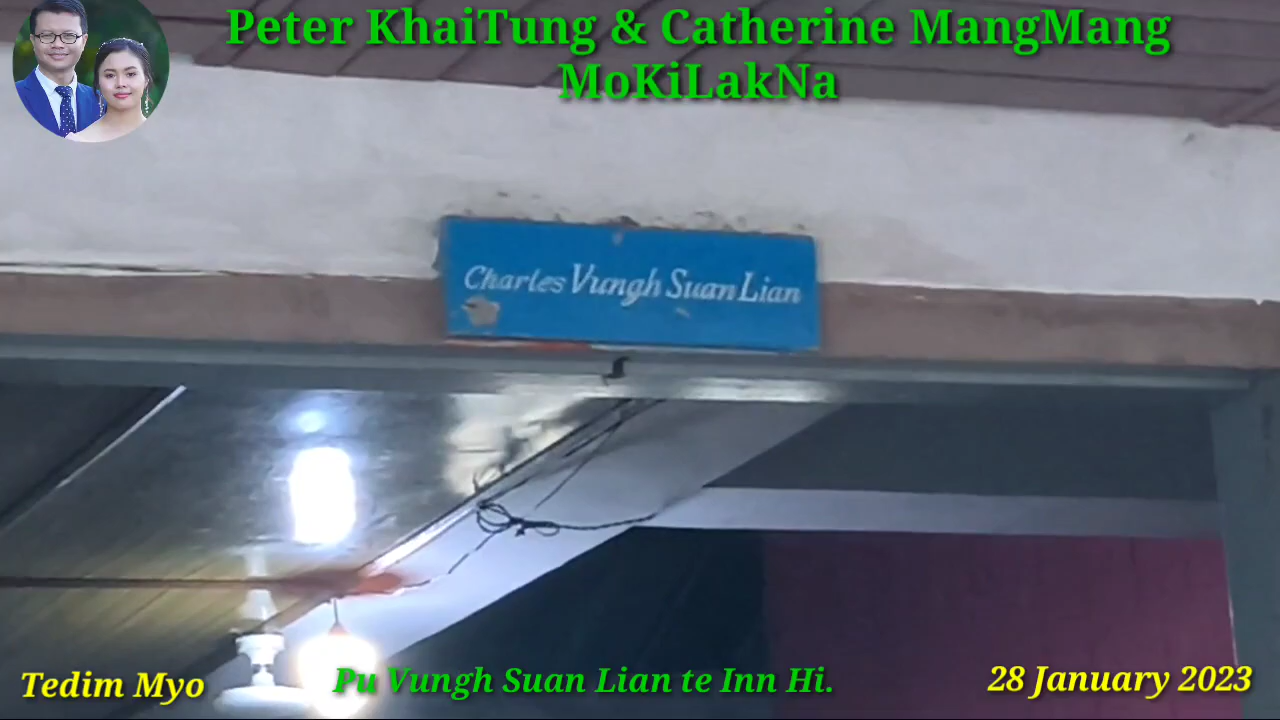 Peter KhaiTung & Catherine MangMang
MoKiLakNa
Charles Vungh Suan Lian
Tedim Myo
Pu Vungh Suan Lian te Inn Hi.
28 January 2023